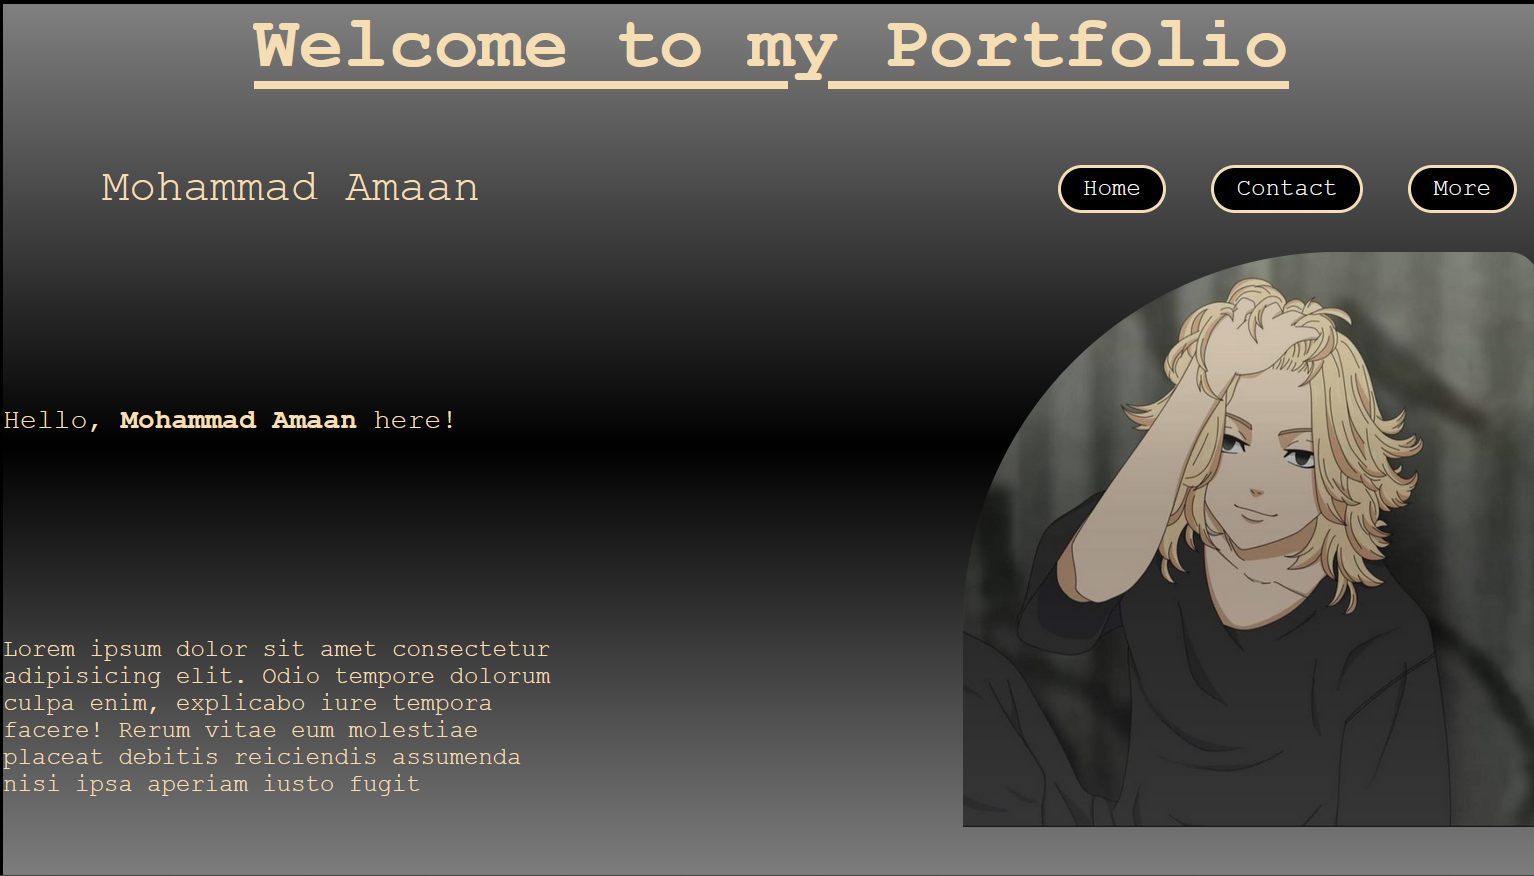 Welcome to my Portfolio
Mohammad Amaan
Home
Contact
More
Hello, Mohammad Amaan here!
Lorem ipsum dolor sit amet consectetur
adipisicing elit. Odio tempore dolorum
culpa enim, explicabo iure tempora
facere! Rerum vitae eum molestiae
placeat debitis reiciendis assumenda
nisi ipsa aperiam iusto fugit